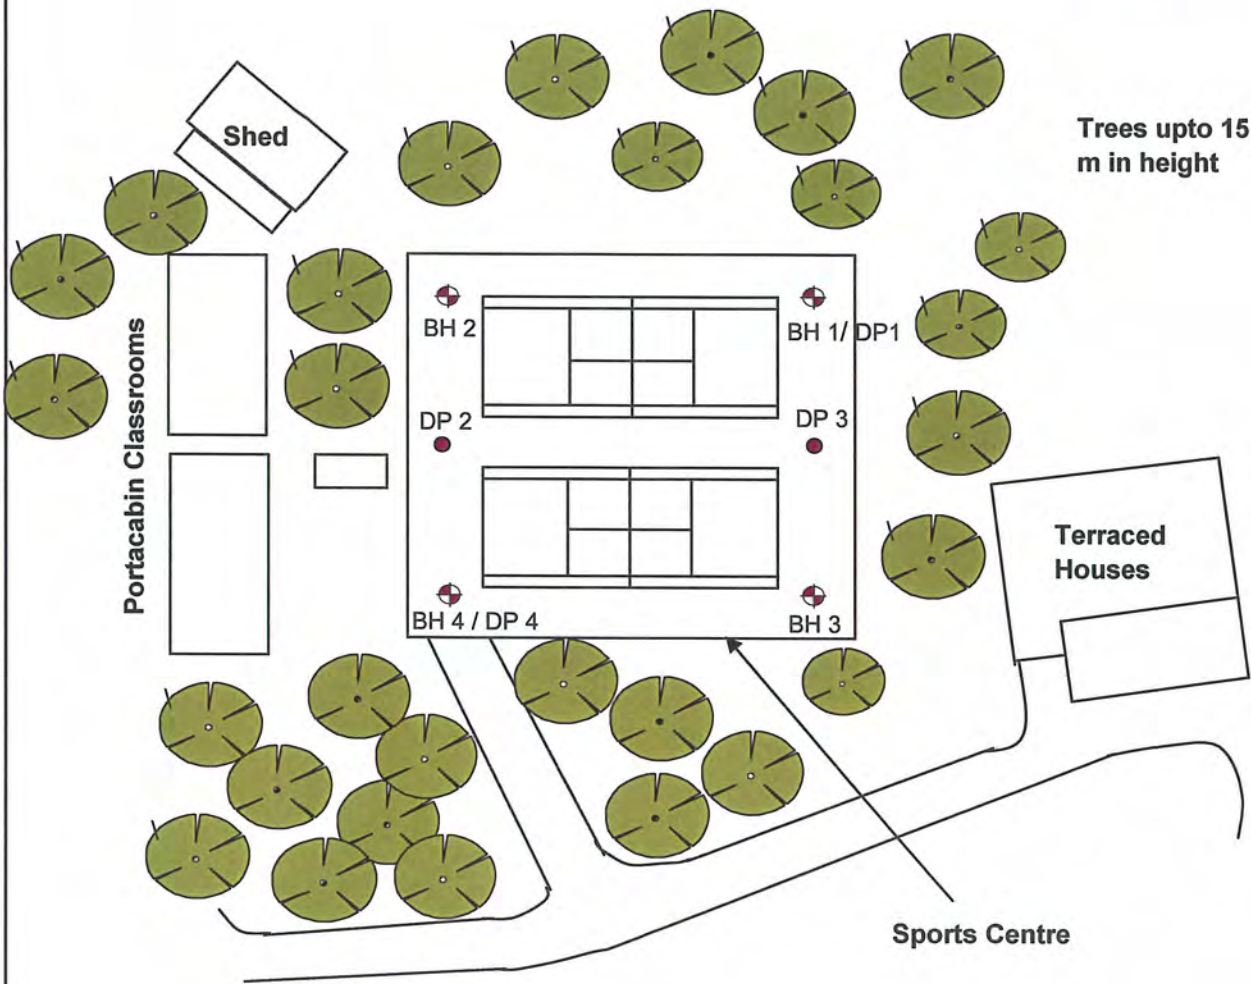 Shed
Trees upto 15
m in height
Portacabin Classrooms
BH 2
BH 1/ DP1
DP 2
DP 3
Terraced
Houses
BH 4 / DP 4
BH 3
Sports Centre